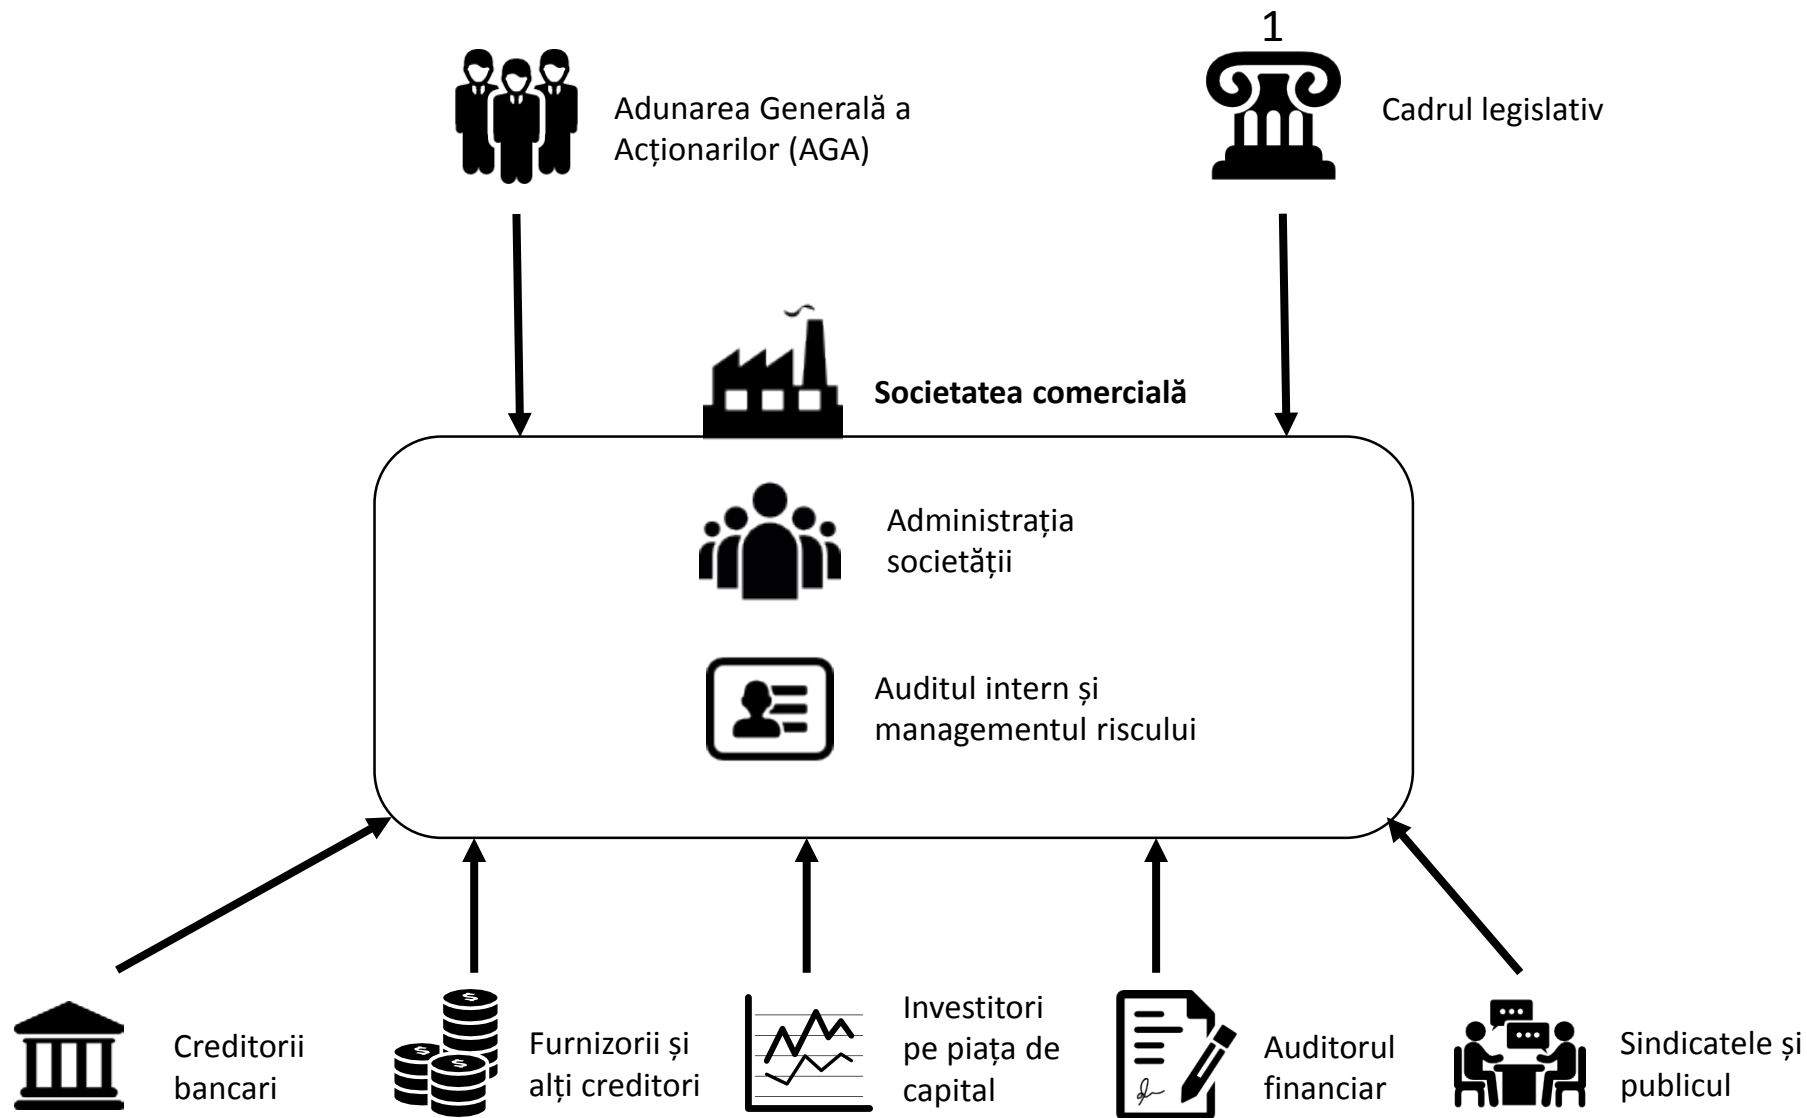 1
Adunarea Generală a
Acționarilor (AGA)
Cadrul legislativ
Societatea comercială
Administrația
societății
Auditul intern și
managementul riscului
Creditorii
bancari
Furnizorii și
alți creditori
Investitori
pe piața de
capital
Auditorul
financiar
Sindicatele și
publicul